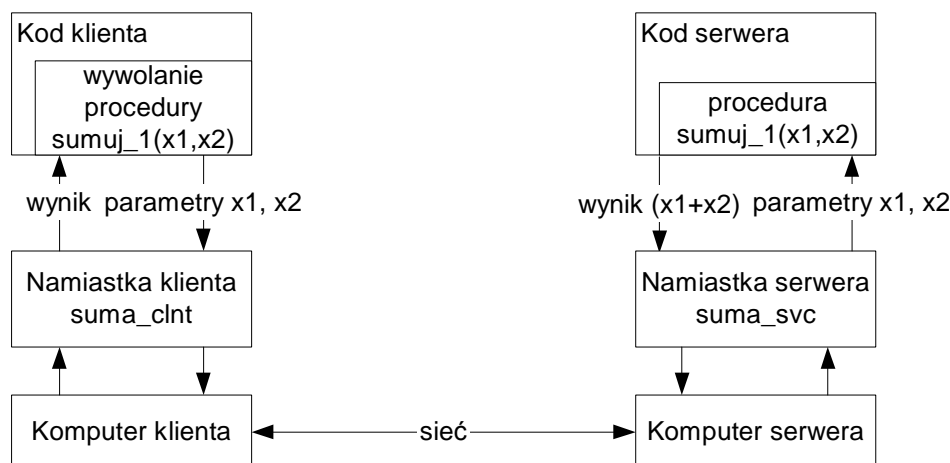 Kod klienta
wywolanie
procedury
sumuj_1(x1,x2)
wynik parametry x1, x2
Namiastka klienta
suma_clnt
Komputer klienta
sieć
Kod serwera
procedura
sumuj_1(x1,x2)
wynik (x1+x2) parametry x1, x2
Namiastka serwera
suma_svc
Komputer serwera